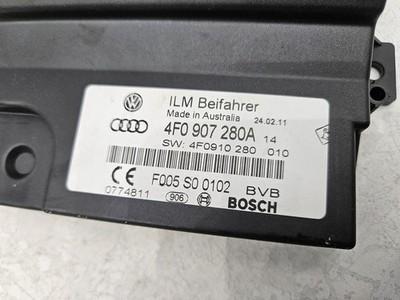 ILM Beifahrer
Made in Australia 24.02.11
4F0 907 280A 14
SW: 4F0910 280 010
F005 S0 0102 BVB
0774811 CE 906 BOSCH